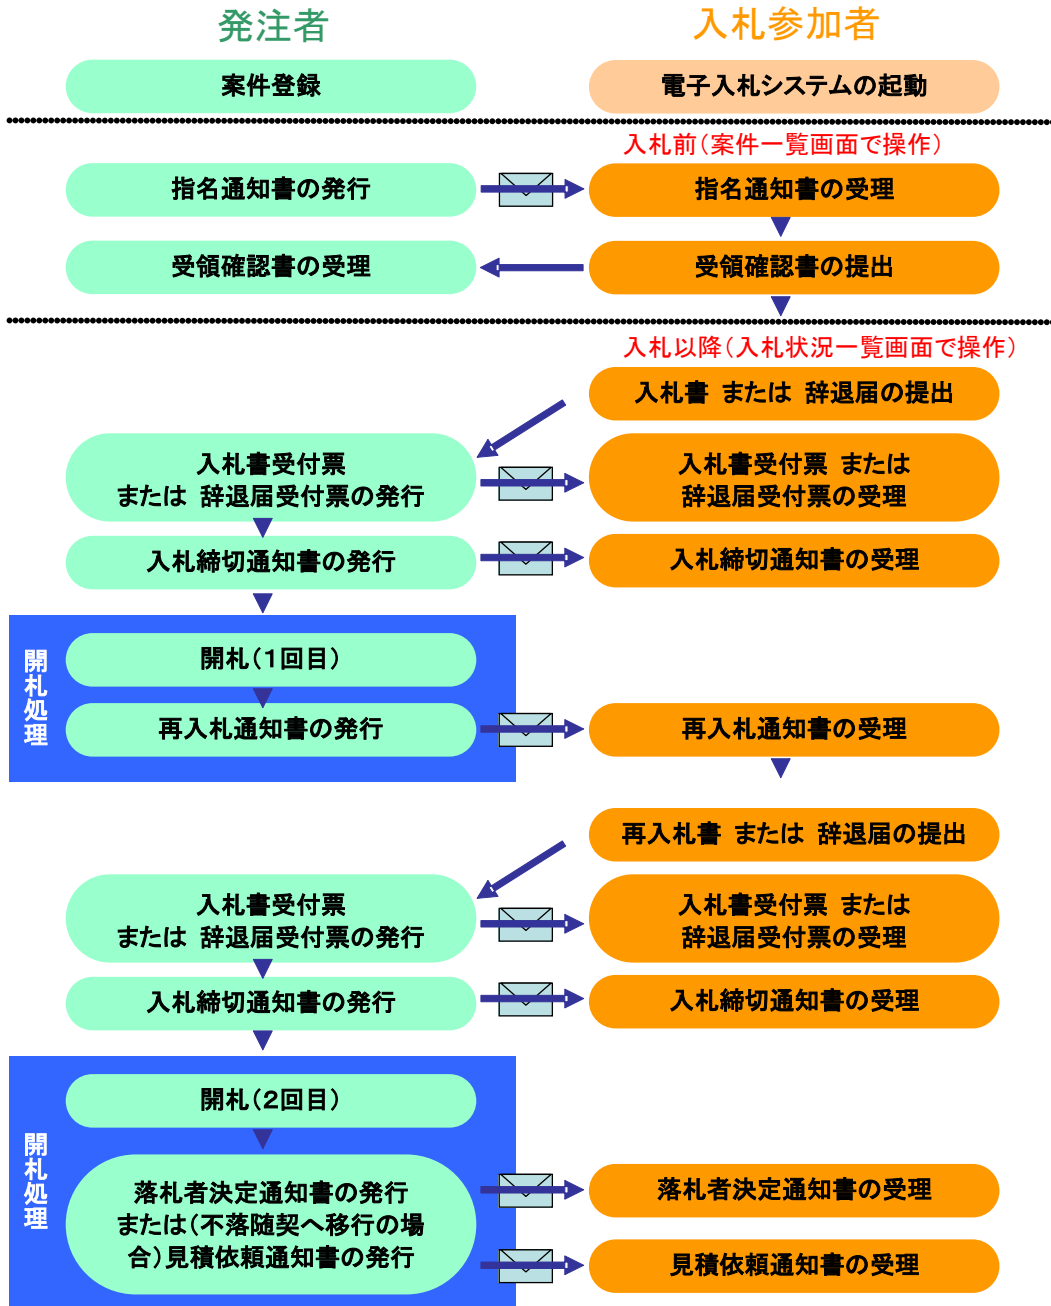 発注者
入札参加者
案件登録
電子入札システムの起動
入札前（案件一覧画面で操作）
指名通知書の発行
指名通知書の受理
受領確認書の受理
受領確認書の提出
入札以降（入札状況一覧画面で操作）
入札書 または 辞退届の提出
入札書受付票
または 辞退届受付票の発行
入札書受付票 または
辞退届受付票の受理
入札締切通知書の発行
入札締切通知書の受理
開札処理
開札（１回目）
再入札通知書の発行
再入札通知書の受理
再入札書 または 辞退届の提出
入札書受付票
または 辞退届受付票の発行
入札書受付票 または
辞退届受付票の受理
入札締切通知書の発行
入札締切通知書の受理
開札処理
開札（２回目）
落札者決定通知書の発行
または（不落随契へ移行の場
合）見積依頼通知書の発行
落札者決定通知書の受理
見積依頼通知書の受理